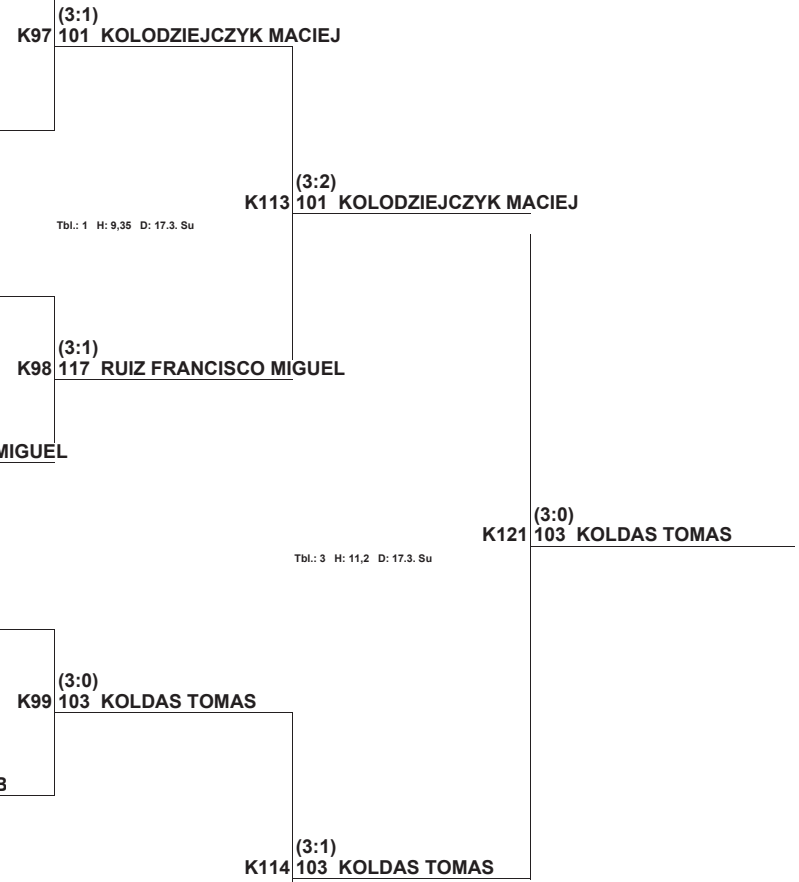 (3:1)
K97 101 KOLODZIEJCZYK MACIEJ
(3:2)
K113 101 KOLODZIEJCZYK MACIEJ
Tbl.: 1 H: 9,35 D: 17.3. Su
(3:1)
K98 117 RUIZ FRANCISCO MIGUEL
MIGUEL
(3:0)
K121 103 KOLDAS TOMAS
Tbl.: 3 H: 11,2 D: 17.3. Su
(3:0)
K99 103 KOLDAS TOMAS
(3:1)
K114 103 KOLDAS TOMAS